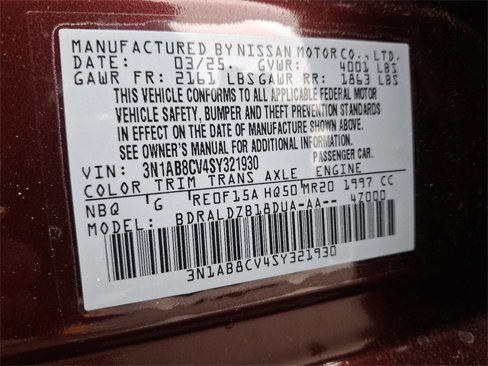 MANUFACTURED BY NISSAN MOTOR CO., LTD.
DATE: 03/25. GVWR: 4001 LBS
GAWR FR: 2161 LBS GAWR RR: 1863 LBS
THIS VEHICLE CONFORMS TO ALL APPLICABLE FEDERAL MOTOR
VEHICLE SAFETY, BUMPER AND THEFT PREVENTION STANDARDS
IN EFFECT ON THE DATE OF MANUFACTURE SHOWN ABOVE.
SEE OWNER'S MANUAL FOR ADDITIONAL INFORMATION.
VIN: 3N1AB8CV4SY321930 PASSENGER CAR.
COLOR TRIM TRANS AXLE ENGINE
NBQ G RE0F15A HQ50 MR20 1997 CC
MODEL: BDRALDZB18DUA-AA-- 4Z000
3N1AB8CV4SY321930